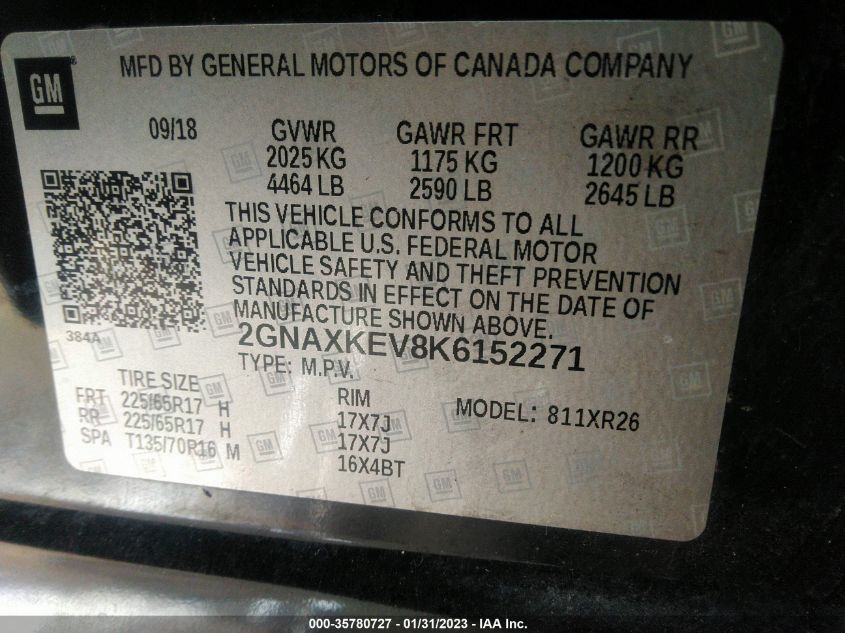 GM
MFD BY GENERAL MOTORS OF CANADA COMPANY
09/18 GVWR GAWR FRT GAWR RR
2025 KG 1175 KG 1200 KG
4464 LB 2590 LB 2645 LB
THIS VEHICLE CONFORMS TO ALL
APPLICABLE U.S. FEDERAL MOTOR
VEHICLE SAFETY AND THEFT PREVENTION
STANDARDS IN EFFECT ON THE DATE OF
MANUFACTURE SHOWN ABOVE.
384A
2GNAXKEV8K6152271
TYPE: M.P.V.
TIRE SIZE RIM MODEL: 811XR26
FRT 225/65R17 H 17X7J
RR 225/65R17 H 17X7J
SPA T135/70R16 M 16X4BT
000-35780727 - 01/31/2023 - © IAA Inc.